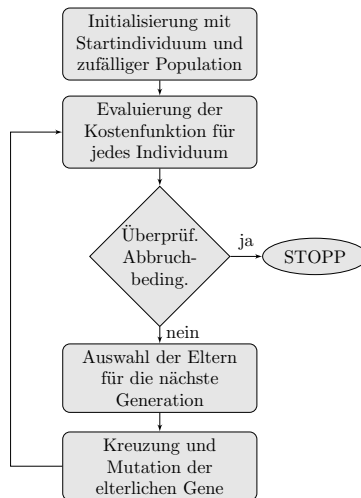 Initialisierung mit
Startindividuum und
zufälliger Population
Evaluierung der
Kostenfunktion für
jedes Individuum
Überprüf.
Abbruch-
beding.
ja
STOPP
nein
Auswahl der Eltern
für die nächste
Generation
Kreuzung und
Mutation der
elterlichen Gene